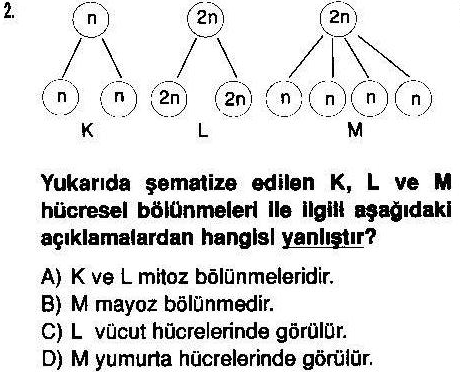 2.
n 2n 2n
n n 2n 2n n n n n
K L M
Yukarıda şematize edilen K, L ve M
hücresel bölünmeleri ile ilgili aşağıdaki
açıklamalardan hangisi yanlıştır?
A) K ve L mitoz bölünmeleridir.
B) M mayoz bölünmedir.
C) L vücut hücrelerinde görülür.
D) M yumurta hücrelerinde görülür.